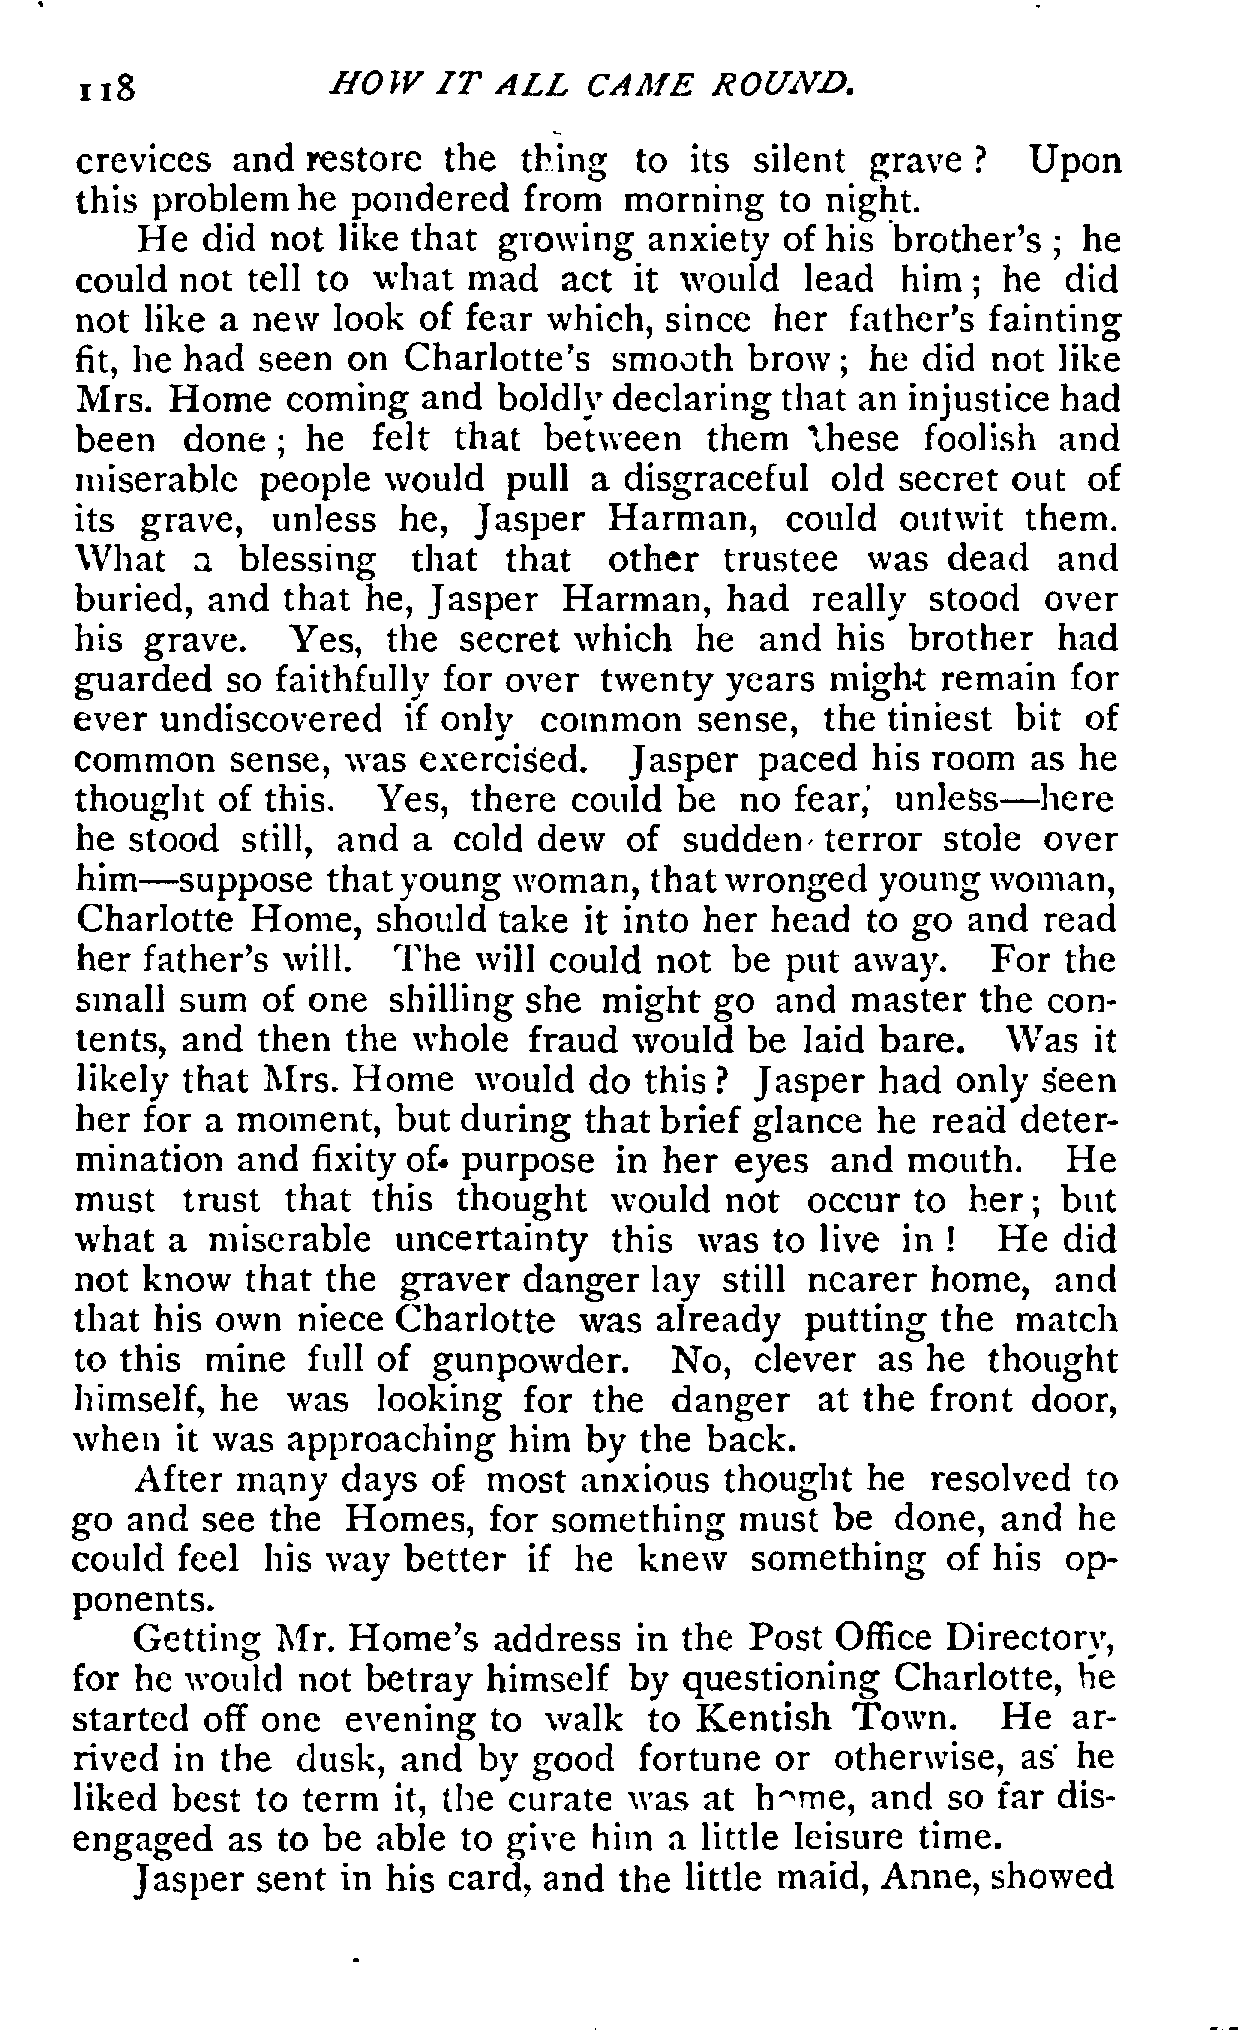 118 HOW IT ALL CAME ROUND.
crevices and restore the thing to its silent grave ? Upon
this problem he pondered from morning to night.
He did not like that growing anxiety of his brother's ; he
could not tell to what mad act it would lead him ; he did
not like a new look of fear which, since her father's fainting
fit, he had seen on Charlotte's smooth brow ; he did not like
Mrs. Home coming and boldly declaring that an injustice had
been done ; he felt that between them these foolish and
miserable people would pull a disgraceful old secret out of
its grave, unless he, Jasper Harman, could outwit them.
What a blessing that that other trustee was dead and
buried, and that he, Jasper Harman, had really stood over
his grave. Yes, the secret which he and his brother had
guarded so faithfully for over twenty years might remain for
ever undiscovered if only common sense, the tiniest bit of
common sense, was exercised. Jasper paced his room as he
thought of this. Yes, there could be no fear, unless—here
he stood still, and a cold dew of sudden terror stole over
him—suppose that young woman, that wronged young woman,
Charlotte Home, should take it into her head to go and read
her father's will. The will could not be put away. For the
small sum of one shilling she might go and master the con-
tents, and then the whole fraud would be laid bare. Was it
likely that Mrs. Home would do this ? Jasper had only seen
her for a moment, but during that brief glance he read deter-
mination and fixity of purpose in her eyes and mouth. He
must trust that this thought would not occur to her ; but
what a miserable uncertainty this was to live in ! He did
not know that the graver danger lay still nearer home, and
that his own niece Charlotte was already putting the match
to this mine full of gunpowder. No, clever as he thought
himself, he was looking for the danger at the front door,
when it was approaching him by the back.
After many days of most anxious thought he resolved to
go and see the Homes, for something must be done, and he
could feel his way better if he knew something of his op-
ponents.
Getting Mr. Home's address in the Post Office Directory,
for he would not betray himself by questioning Charlotte, he
started off one evening to walk to Kentish Town. He ar-
rived in the dusk, and by good fortune or otherwise, as he
liked best to term it, the curate was at home, and so far dis-
engaged as to be able to give him a little leisure time.
Jasper sent in his card, and the little maid, Anne, showed